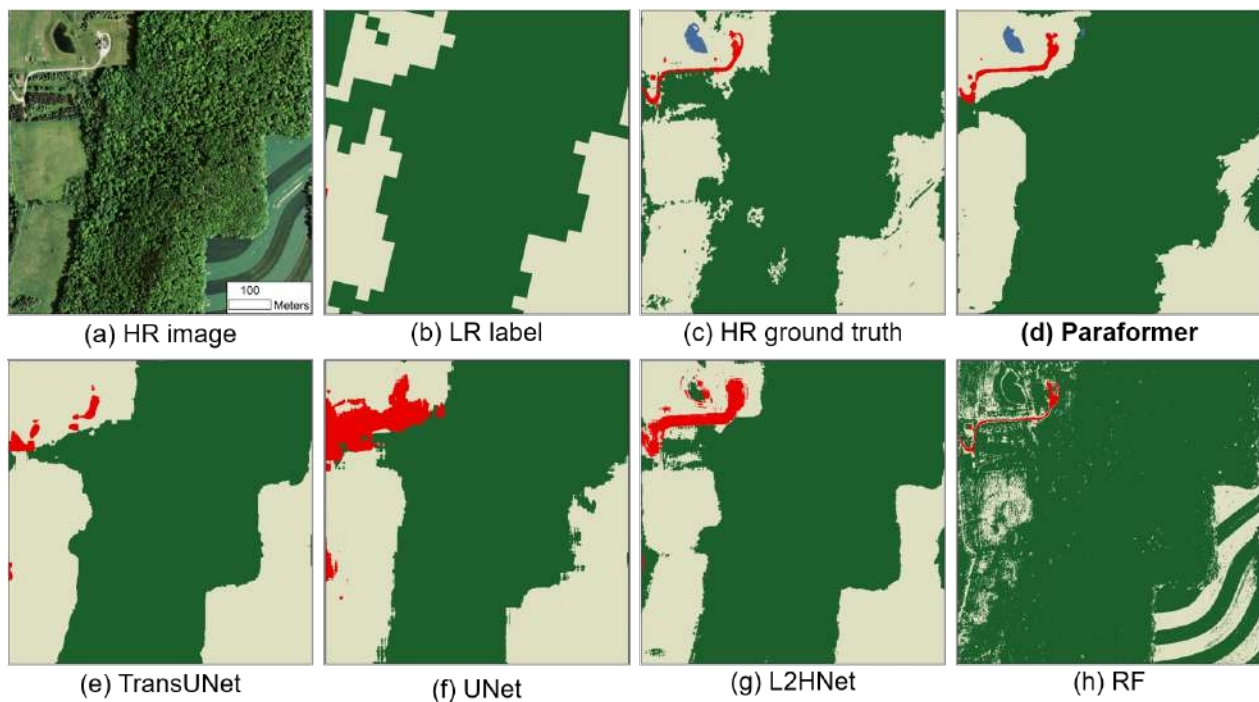 100
Meters
(a) HR image
(b) LR label
(c) HR ground truth
(d) Paraformer
(e) TransUNet
(f) UNet
(g) L2HNet
(h) RF